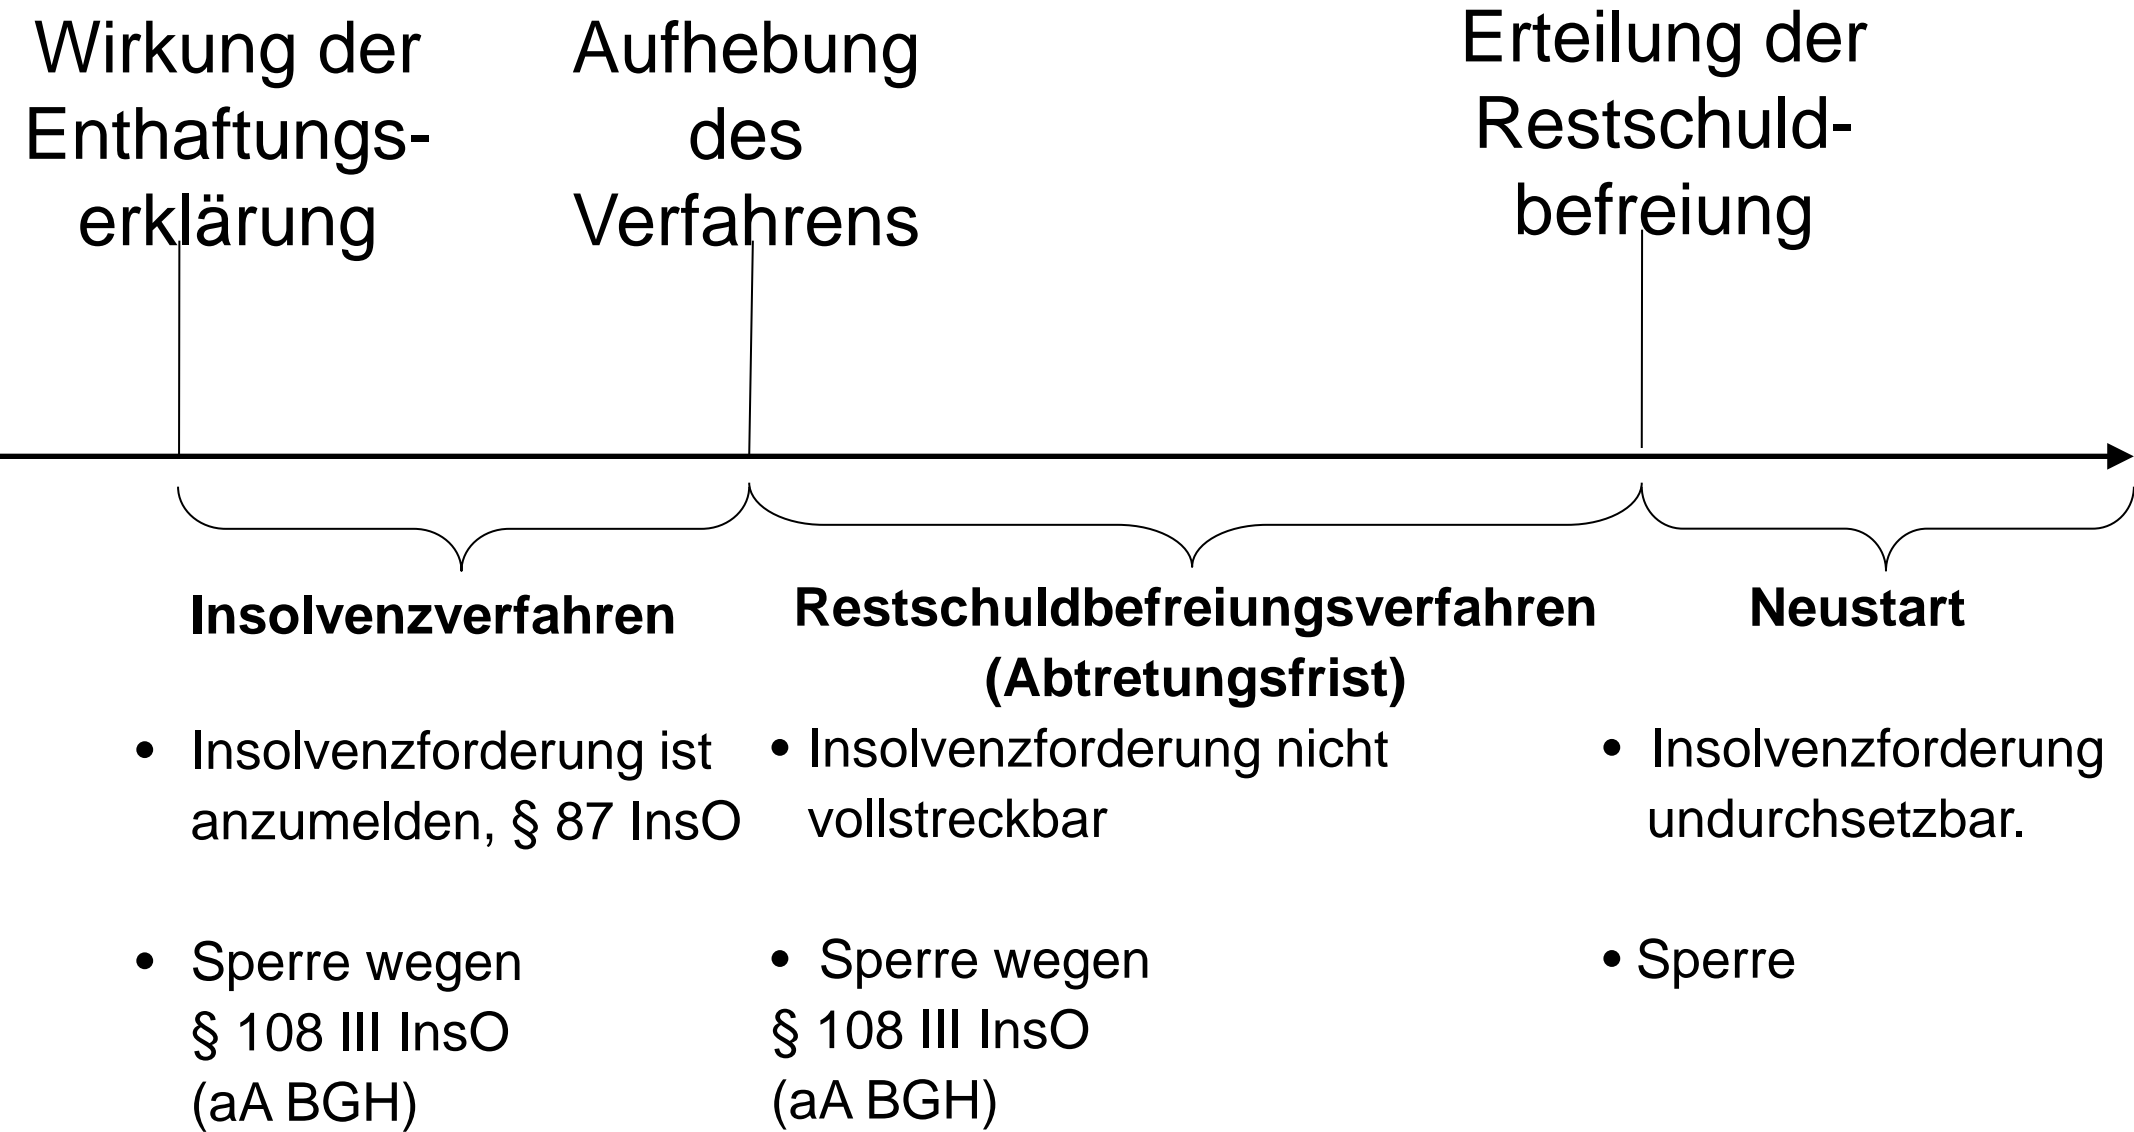 Wirkung der
Enthaftungs-
erklärung
Aufhebung
des
Verfahrens
Erteilung der
Restschuld-
befreiung
Insolvenzverfahren
• Insolvenzforderung ist
anzumelden, § 87 InsO
• Sperre wegen
§ 108 III InsO
(aA BGH)
Restschuldbefreiungsverfahren
(Abtretungsfrist)
• Insolvenzforderung nicht
vollstreckbar
• Sperre wegen
§ 108 III InsO
(aA BGH)
Neustart
• Insolvenzforderung
undurchsetzbar.
• Sperre